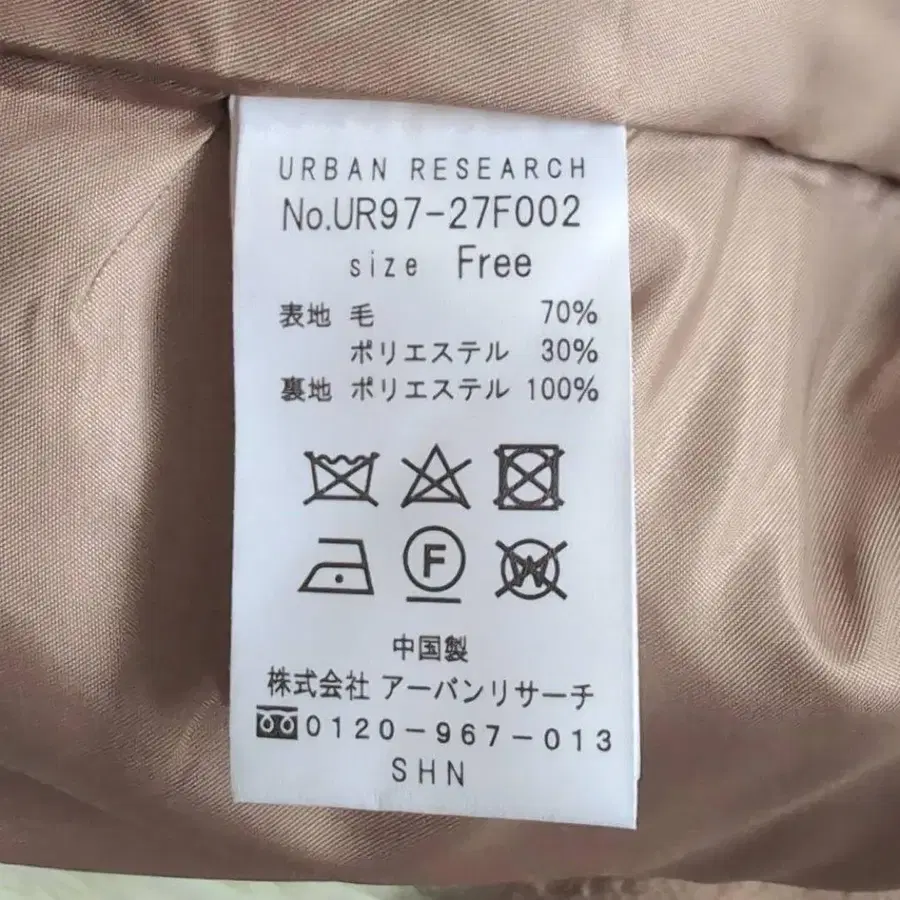 URBAN RESEARCH
No.UR97-27F002
size Free
表地 毛 70%
ポリエステル 30%
裏地 ポリエステル 100%
F
W
中国製
株式会社 アーバンリサーチ
0120-967-013
SHN